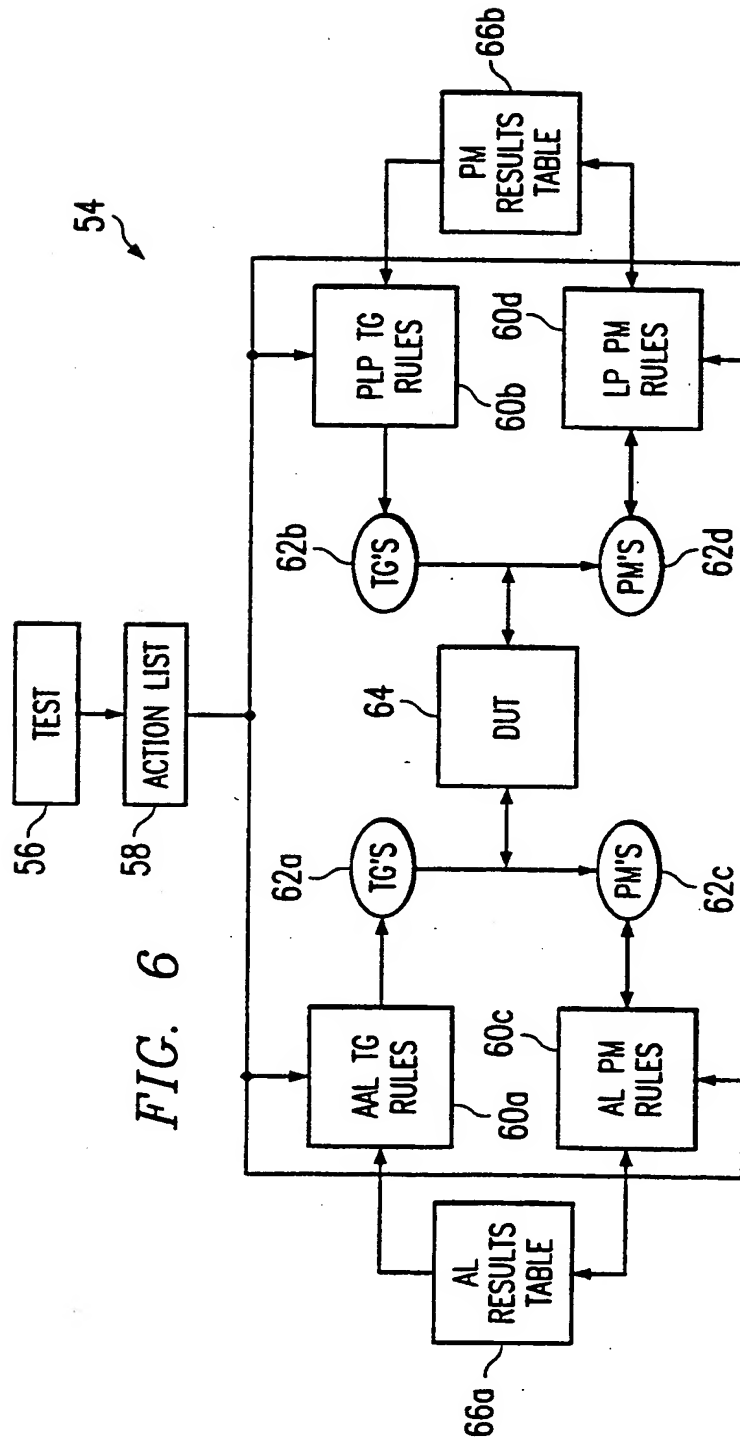 54
56
TEST
58
ACTION LIST
FIG. 6
66a
AL
RESULTS
TABLE
AAL TG
RULES
60a
62a
TG'S
62b
TG'S
PLP TG
RULES
60b
PM
RESULTS
TABLE
66b
64
DUT
60c
AL PM
RULES
PM'S
62c
PM'S
62d
LP PM
RULES
60d